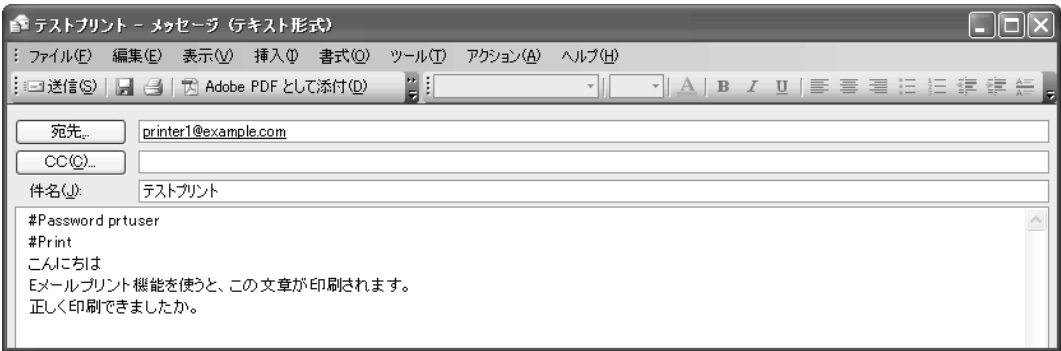 テストプリント - メッセージ (テキスト形式)
ファイル(F) 編集(E) 表示(V) 挿入(I) 書式(O) ツール(T) アクション(A) ヘルプ(H)
送信(S) Adobe PDF として添付(D) A B I U
宛先... printer1@example.com
CC(C)...
件名(J): テストプリント
#Password prtuser
#Print
こんにちは
Eメールプリント機能を使うと、この文章が印刷されます。
正しく印刷できましたか。